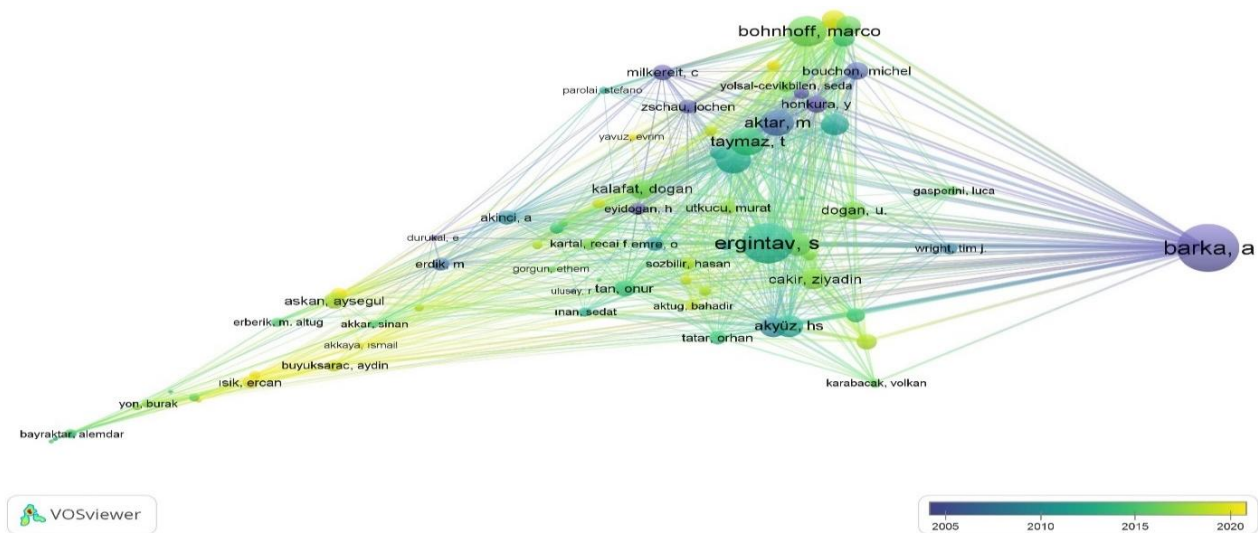 bohnhoff, marco
milkereit, c
bouchon, michel
parolai, stefano
yolsal-cevikbilen, seda
zschau, jochen
honkura, y
aktar, m
yavuz, evrim
taymaz, t
kalafat, dogan
gasperini, luca
eyidogan, h
utkucu, murat
dogan, u.
akinci, a
durukal, e
kartal, recai f
emre, o
ergintav, s
wright, tim j.
barka, a
erdik, m
gorgun, ethem
sozbilir, hasan
cakir, ziyadin
ulusay, r
tan, onur
askan, aysegul
aktug, bahadir
inan, sedat
erberik, m. altug
akkar, sinan
akyüz, hs
akkaya, ismail
tatar, orhan
buyuksarac, aydin
ısik, ercan
karabacak, volkan
yon, burak
bayraktar, alemdar
VOSviewer
2005
2010
2015
2020